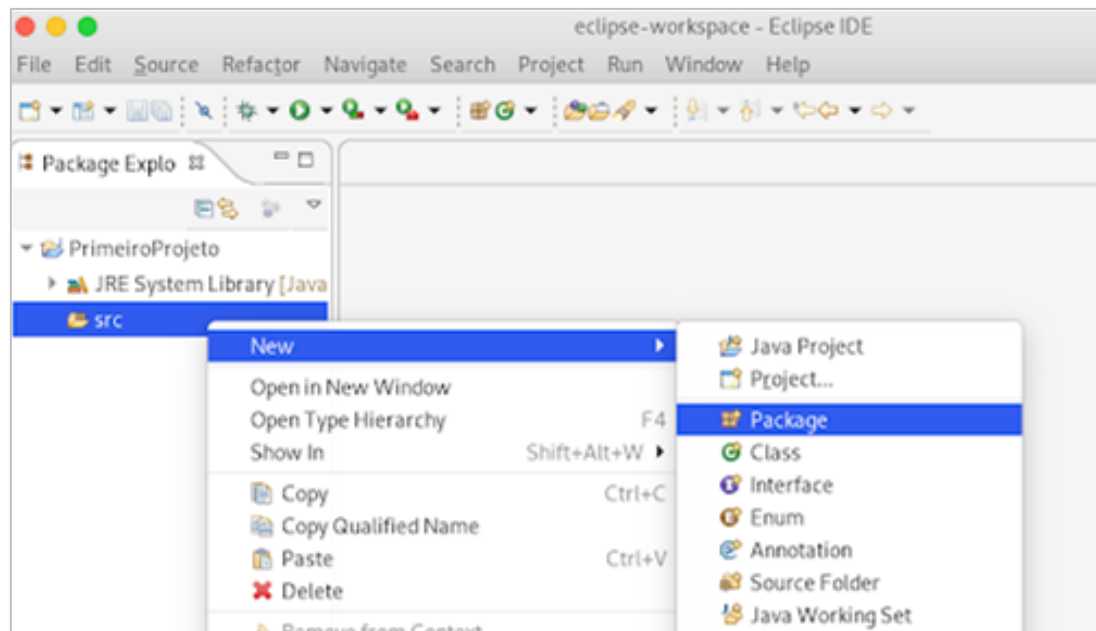 eclipse-workspace - Eclipse IDE
File Edit Source Refactor Navigate Search Project Run Window Help
Package Explo
PrimeiroProjeto
JRE System Library [Java
src
New
Open in New Window
Open Type Hierarchy F4
Show In Shift+Alt+W
Copy Ctrl+C
Copy Qualified Name
Paste Ctrl+V
Delete
Java Project
Project...
Package
Class
Interface
Enum
Annotation
Source Folder
Java Working Set